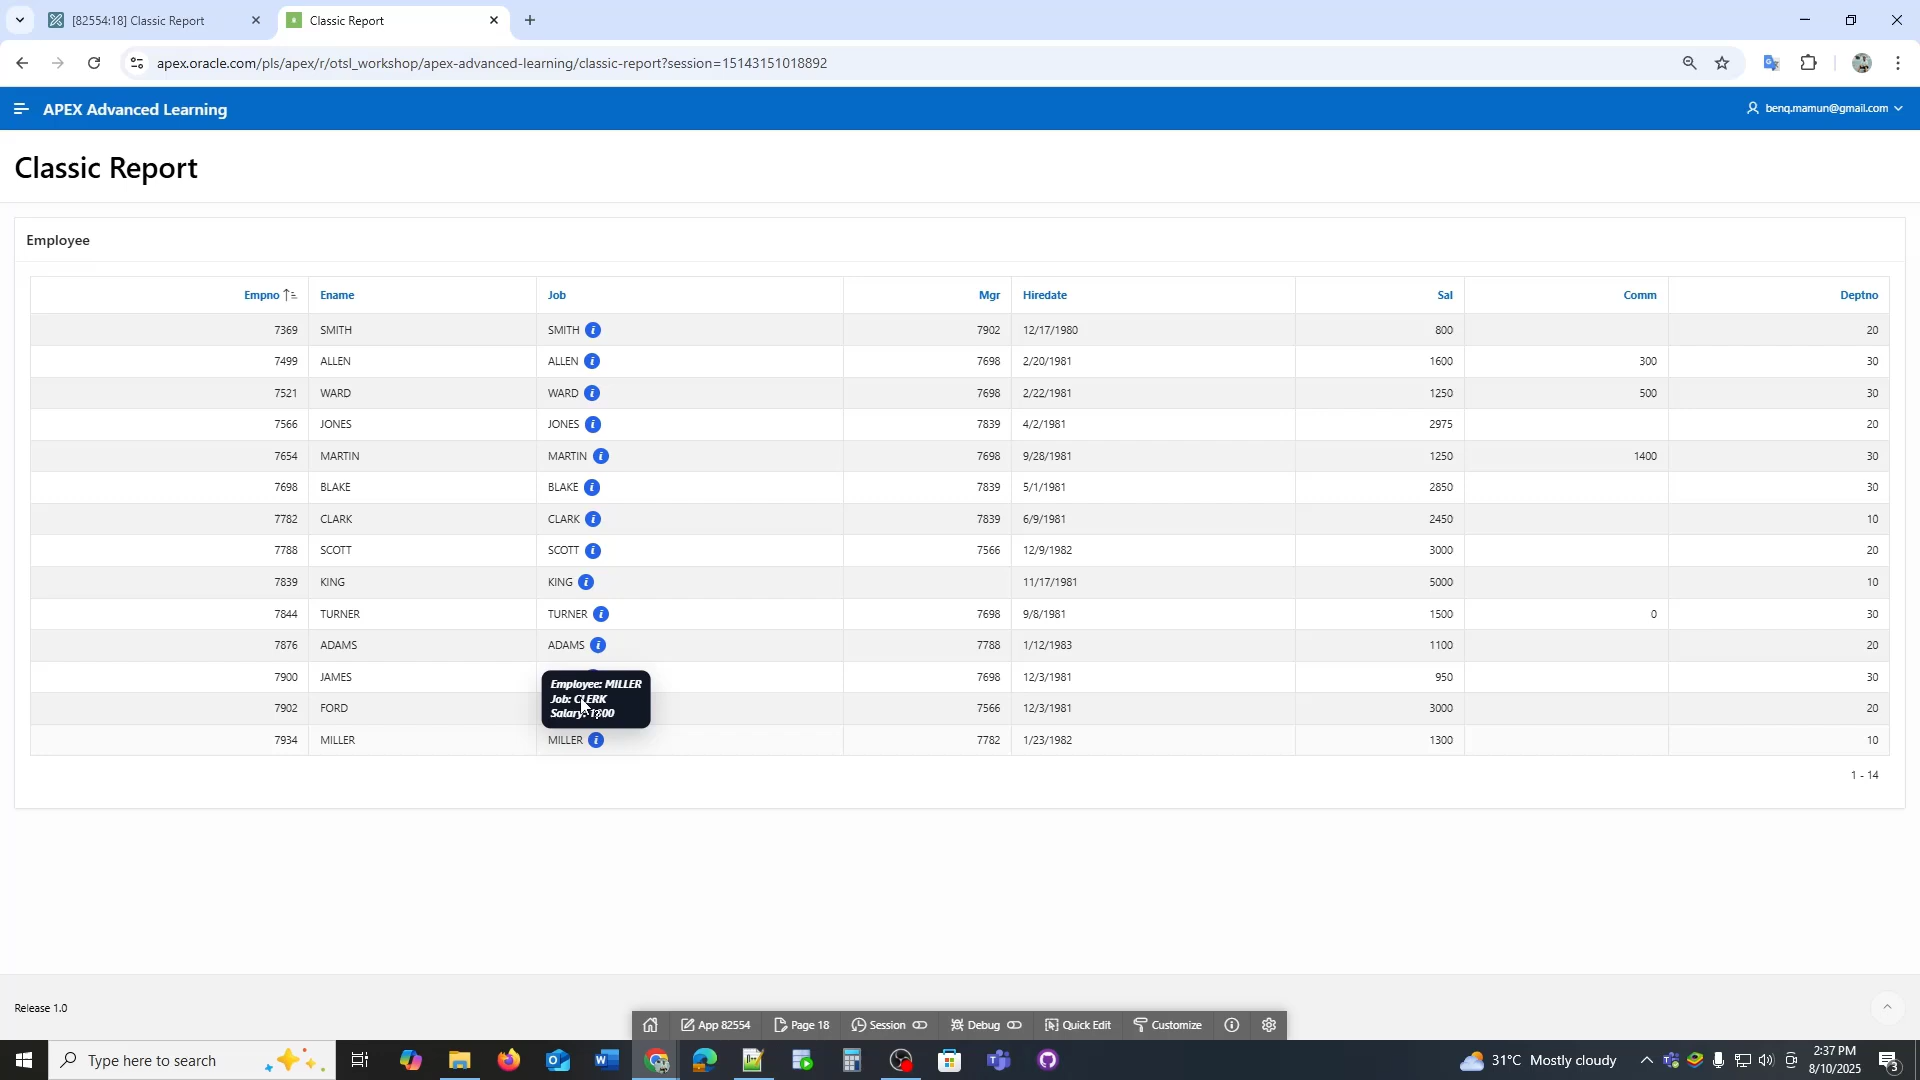 [82554:18] Classic Report
Classic Report
apex.oracle.com/pls/apex/r/otsl_workshop/apex-advanced-learning/classic-report?session=15143151018892
APEX Advanced Learning
benq.mamun@gmail.com
Classic Report
Employee
Empno Ename Job Mgr Hiredate Sal Comm Deptno
7369 SMITH SMITH i 7902 12/17/1980 800 20
7499 ALLEN ALLEN i 7698 2/20/1981 1600 300 30
7521 WARD WARD i 7698 2/22/1981 1250 500 30
7566 JONES JONES i 7839 4/2/1981 2975 20
7654 MARTIN MARTIN i 7698 9/28/1981 1250 1400 30
7698 BLAKE BLAKE i 7839 5/1/1981 2850 30
7782 CLARK CLARK i 7839 6/9/1981 2450 10
7788 SCOTT SCOTT i 7566 12/9/1982 3000 20
7839 KING KING i 11/17/1981 5000 10
7844 TURNER TURNER i 7698 9/8/1981 1500 0 30
7876 ADAMS ADAMS i 7788 1/12/1983 1100 20
7900 JAMES 7698 12/3/1981 950 30
Employee: MILLER
Job: CLERK
Salary: 1300
7902 FORD 7566 12/3/1981 3000 20
7934 MILLER MILLER i 7782 1/23/1982 1300 10
1 - 14
Release 1.0
App 82554 Page 18 Session Debug Quick Edit Customize
Type here to search
31°C Mostly cloudy
2:37 PM
8/10/2025
3